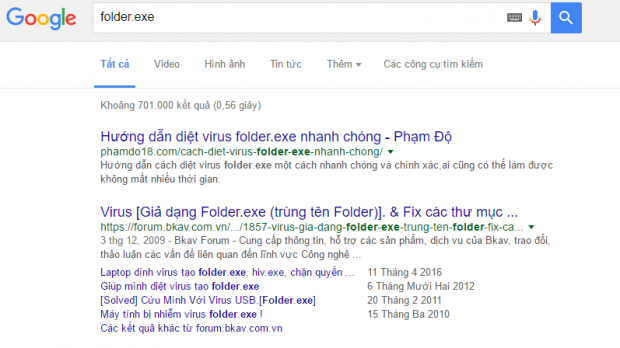 Google
folder.exe
Tất cả Video Hình ảnh Tin tức Thêm Các công cụ tìm kiếm
Khoảng 701.000 kết quả (0,56 giây)
Hướng dẫn diệt virus folder.exe nhanh chóng - Phạm Độ
phamdo18.com/cach-diet-virus-folder-exe-nhanh-chong/
Hướng dẫn cách diệt virus folder.exe một cách nhanh chóng và chính xác,ai cũng có thể làm được
không mất nhiều thời gian.
Virus [Giả dạng Folder.exe (trùng tên Folder)]. & Fix các thư mục ...
https://forum.bkav.com.vn/.../1857-virus-gia-dang-folder-exe-trung-ten-folder-fix-ca...
3 thg 12, 2009 - Bkav Forum - Cung cấp thông tin, hỗ trợ các sản phẩm, dịch vụ của Bkav, trao đổi,
thảo luận các vấn đề liên quan đến lĩnh vực Công nghệ ...
Laptop dính virus tạo folder.exe, hiv.exe, chặn quyền ... 11 Tháng 4 2016
Giúp mình diệt virus tạo folder.exe 6 Tháng Mười Hai 2012
[Solved] Cứu Mình Với Virus USB.[Folder.exe] 20 Tháng 2 2011
Máy tính bị nhiễm virus folder.exe ! 15 Tháng Ba 2010
Các kết quả khác từ forum.bkav.com.vn